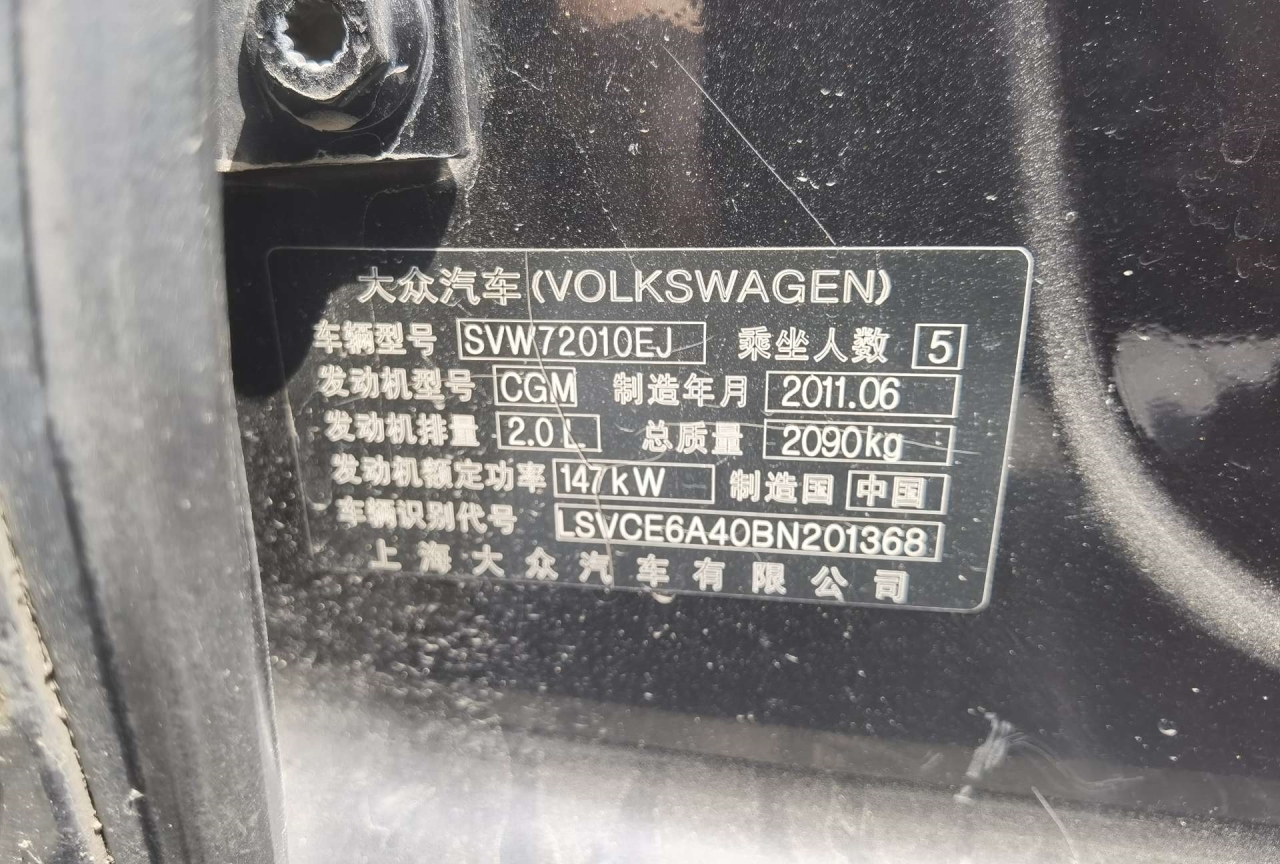 大众汽车(VOLKSWAGEN)
车辆型号 SVW72010EJ 乘坐人数 5
发动机型号 CGM 制造年月 2011.06
发动机排量 2.0 L 总质量 2090kg
发动机额定功率 147kW 制造国 中国
车辆识别代号 LSVCE6A40BN201368
上海大众汽车有限公司